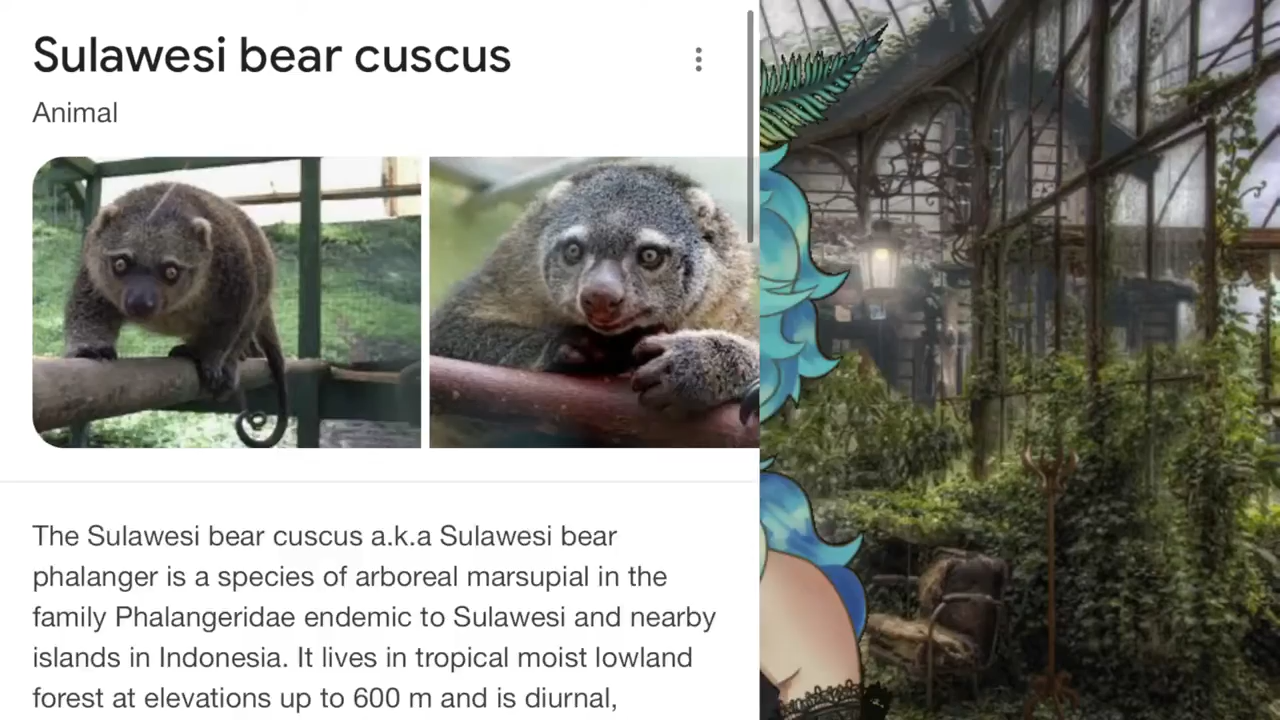 Sulawesi bear cuscus
Animal
The Sulawesi bear cuscus a.k.a Sulawesi bear
phalanger is a species of arboreal marsupial in the
family Phalangeridae endemic to Sulawesi and nearby
islands in Indonesia. It lives in tropical moist lowland
forest at elevations up to 600 m and is diurnal,